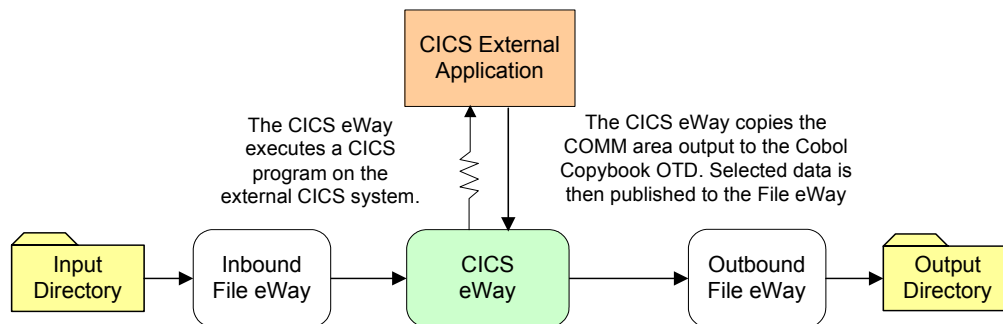 CICS External
Application
The CICS eWay
executes a CICS
program on the
external CICS system.
The CICS eWay copies the
COMM area output to the Cobol
Copybook OTD. Selected data is
then published to the File eWay
Input
Directory
Inbound
File eWay
CICS
eWay
Outbound
File eWay
Output
Directory